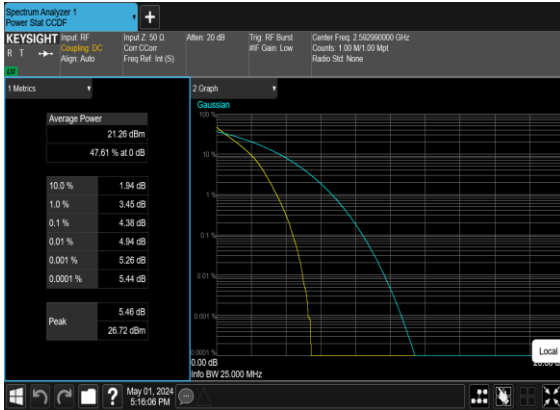 Spectrum Analyzer 1
Power Stat CCDF
KEYSIGHT
R T
Input: RF
Coupling: DC
Align: Auto
Input Z: 50 Ω
Corr CCorr
Freq Ref: Int (S)
Atten: 20 dB
Trig: RF Burst
#IF Gain: Low
Center Freq: 2.592990000 GHz
Counts: 1.00 M/1.00 Mpt
Radio Std: None
1 Metrics
Average Power
21.26 dBm
47.61 % at 0 dB
10.0 % 1.94 dB
1.0 % 3.45 dB
0.1 % 4.38 dB
0.01 % 4.94 dB
0.001 % 5.26 dB
0.0001 % 5.44 dB
Peak
5.46 dB
26.72 dBm
2 Graph
Gaussian
100 %
10 %
1 %
0.1 %
0.01 %
0.001 %
0.0001 %
0.00 dB
Info BW 25.000 MHz
Local
May 01, 2024
5:16:06 PM